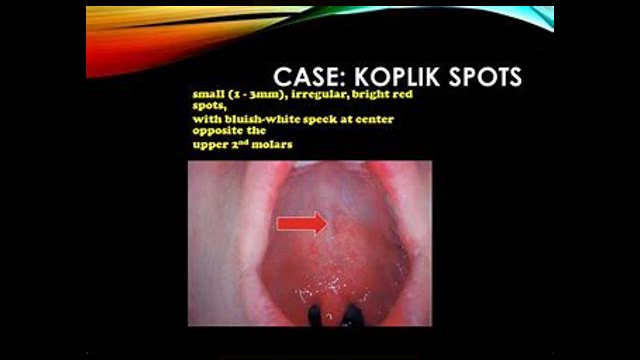 CASE: KOPLIK SPOTS
small (1 - 3mm), irregular, bright red
spots,
with bluish-white speck at center
opposite the
upper 2nd molars